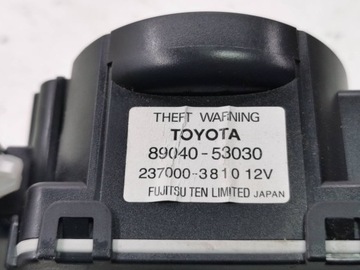 THEFT WARNING
TOYOTA
89040-53030
237000-3810 12V
FUJITSU TEN LIMITED JAPAN